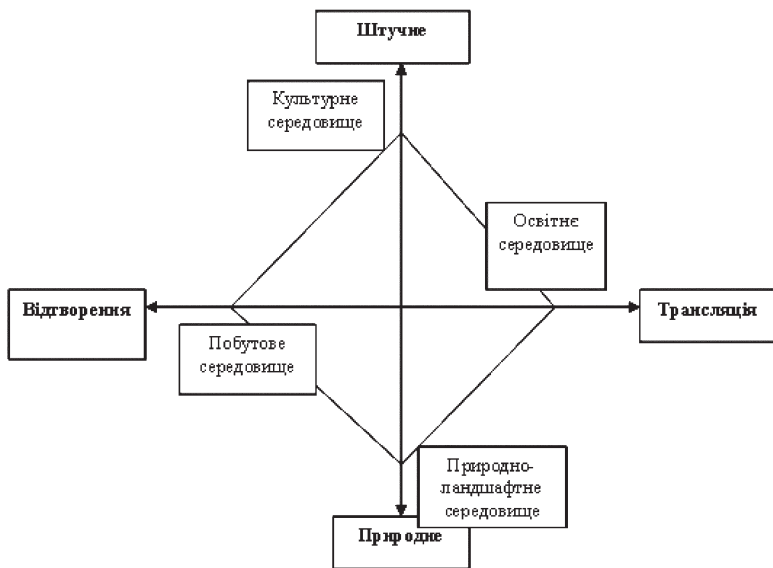 Штучне
Культурне
середовище
Освітнє
середовище
Відтворення
Трансляція
Побутове
середовище
Природно-
ландшафтне
середовище
Природне